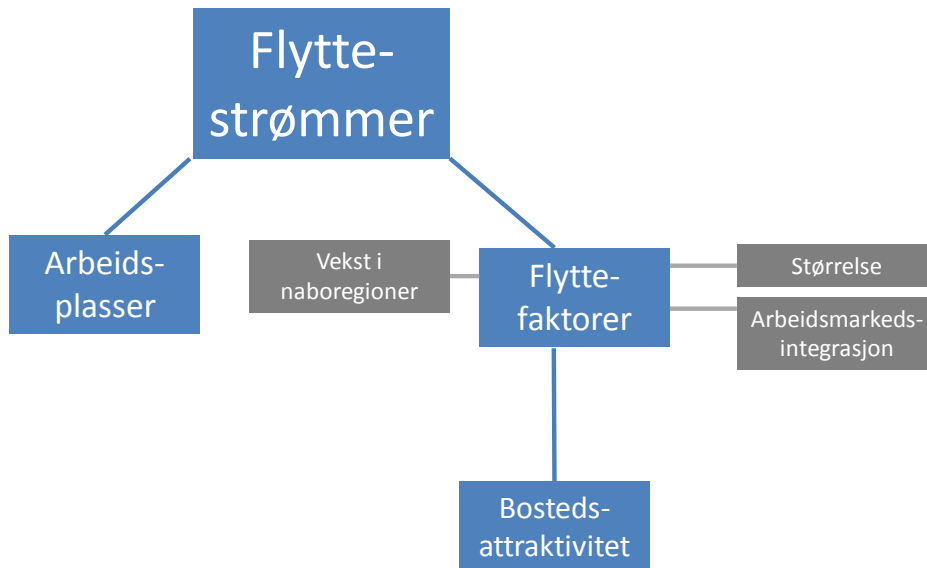 Flytte-
strømmer
Arbeids-
plasser
Vekst i
naboregioner
Flytte-
faktorer
Størrelse
Arbeidsmarkeds-
integrasjon
Bosteds-
attraktivitet